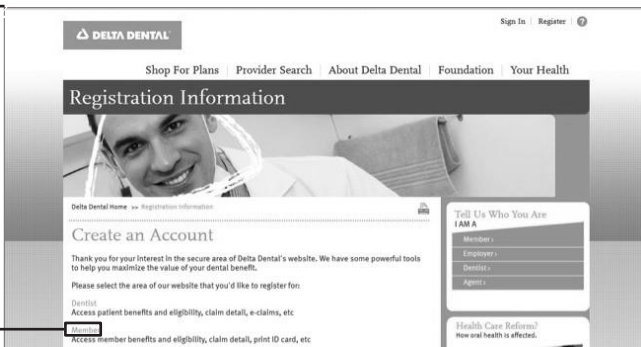 Sign In | Register | ?
Δ DELTA DENTAL
Shop For Plans | Provider Search | About Delta Dental | Foundation | Your Health
Registration Information
Delta Dental Home >> Registration Information
Create an Account
Thank you for your interest in the secure area of Delta Dental's website. We have some powerful tools
to help you maximize the value of your dental benefit.
Please select the area of our website that you'd like to register for:
Dentist
Access patient benefits and eligibility, claim detail, e-claims, etc
Member
Access member benefits and eligibility, claim detail, print ID card, etc
Tell Us Who You Are
I AM A
Member ›
Employer ›
Dentist ›
Agent ›
Health Care Reform?
How oral health is affected.